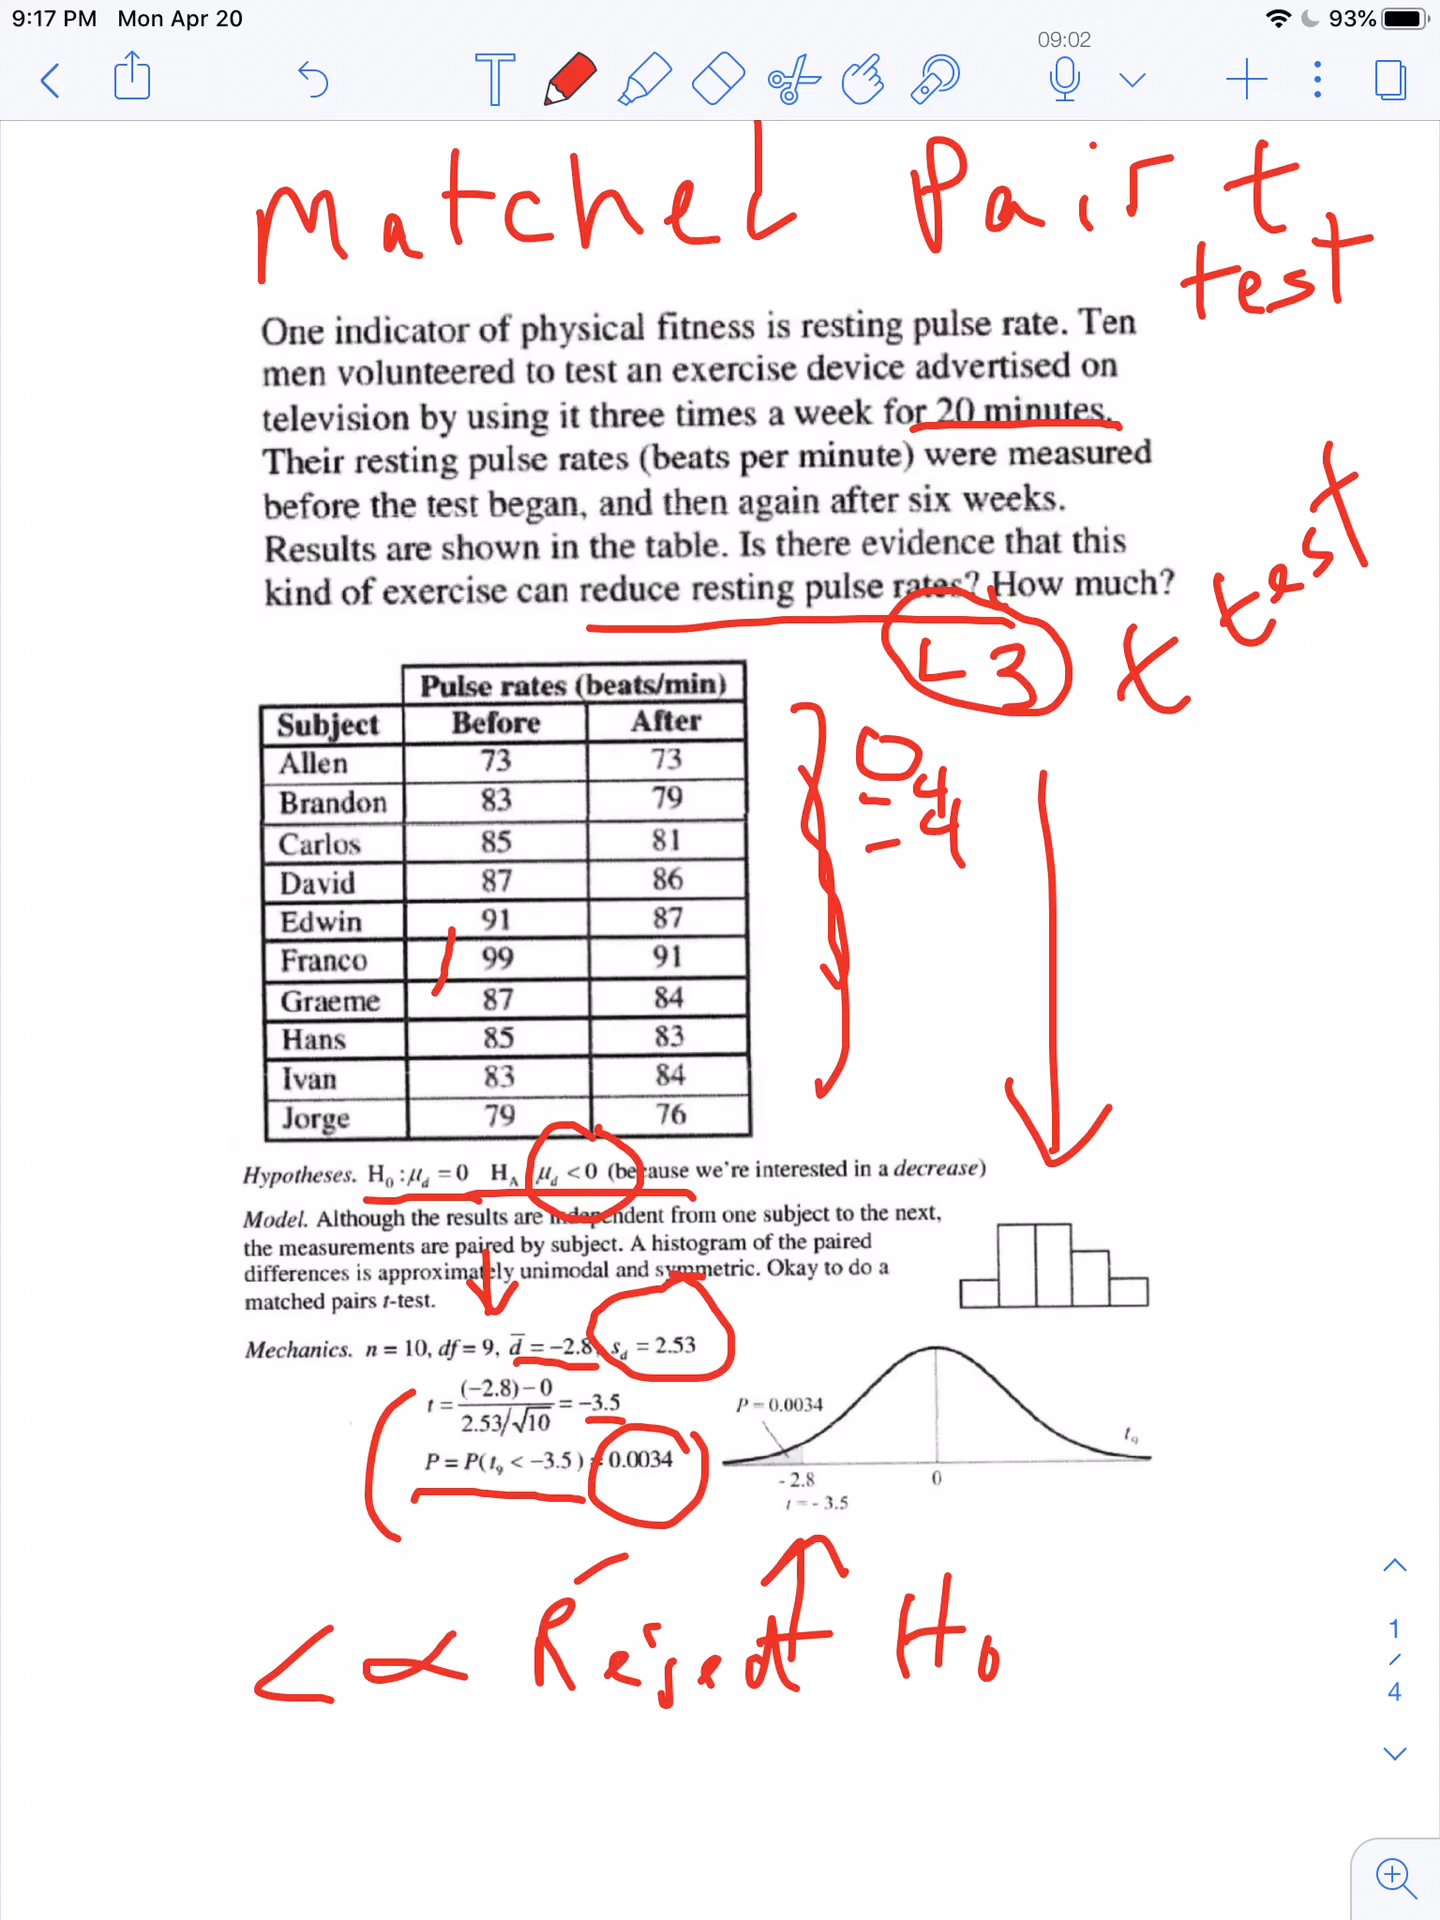 9:17 PM Mon Apr 20 93%
09:02
T
Matched Pair t
test
One indicator of physical fitness is resting pulse rate. Ten
men volunteered to test an exercise device advertised on
television by using it three times a week for 20 minutes.
Their resting pulse rates (beats per minute) were measured
before the test began, and then again after six weeks.
Results are shown in the table. Is there evidence that this
kind of exercise can reduce resting pulse rates? How much?
t test
Pulse rates (beats/min)
Subject Before After
Allen 73 73
Brandon 83 79
Carlos 85 81
David 87 86
Edwin 91 87
Franco 99 91
Graeme 87 84
Hans 85 83
Ivan 83 84
Jorge 79 76
0
-4
-4
Hypotheses. H₀ : μd = 0 HA μd < 0 (because we're interested in a decrease)
Model. Although the results are independent from one subject to the next,
the measurements are paired by subject. A histogram of the paired
differences is approximately unimodal and symmetric. Okay to do a
matched pairs t-test.
Mechanics. n = 10, df = 9, d̅ = -2.8, sd = 2.53
t = (-2.8) - 0 / 2.53/√10 = -3.5
P = P(t₉ < -3.5) = 0.0034
P = 0.0034
t₉
-2.8 0
t = -3.5
< α Reject H₀
1
/
4